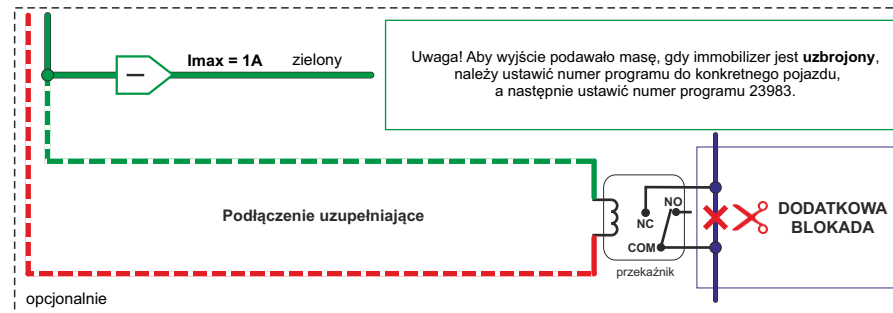 Imax = 1A
zielony
Uwaga! Aby wyjście podawało masę, gdy immobilizer jest uzbrojony,
należy ustawić numer programu do konkretnego pojazdu,
a następnie ustawić numer programu 23983.
Podłączenie uzupełniające
NO
NC
COM
przekaźnik
DODATKOWA
BLOKADA
opcjonalnie